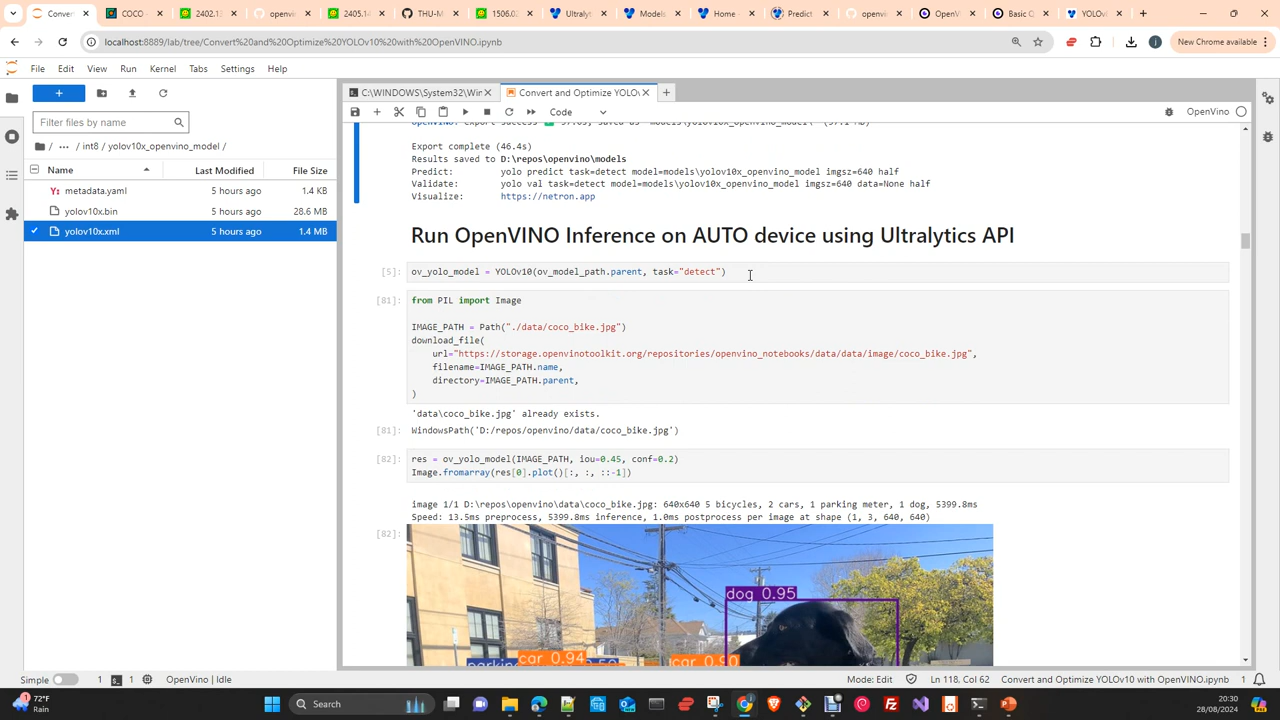 Conver
COCO -
2402.13
openvin
2405.14
THU-M
1506.02
Ultralyt
Models
Home -
Predict
openvin
OpenVI
Basic Q
YOLOv
localhost:8889/lab/tree/Convert%20and%20Optimize%20YOLOv10%20with%20OpenVINO.ipynb
New Chrome available
File Edit View Run Kernel Tabs Settings Help
C:\WINDOWS\System32\Win
Convert and Optimize YOLO\
Filter files by name
Code
OpenVino
/ ··· / int8 / yolov10x_openvino_model /
Name Last Modified File Size
metadata.yaml 5 hours ago 1.4 KB
yolov10x.bin 5 hours ago 28.6 MB
yolov10x.xml 5 hours ago 1.4 MB
Export complete (46.4s)
Results saved to D:\repos\openvino\models
Predict: yolo predict task=detect model=models\yolov10x_openvino_model imgsz=640 half
Validate: yolo val task=detect model=models\yolov10x_openvino_model imgsz=640 data=None half
Visualize: https://netron.app
Run OpenVINO Inference on AUTO device using Ultralytics API
[5]: ov_yolo_model = YOLOv10(ov_model_path.parent, task="detect")
[81]: from PIL import Image
IMAGE_PATH = Path("./data/coco_bike.jpg")
download_file(
url="https://storage.openvinotoolkit.org/repositories/openvino_notebooks/data/data/image/coco_bike.jpg",
filename=IMAGE_PATH.name,
directory=IMAGE_PATH.parent,
)
'data\coco_bike.jpg' already exists.
[81]: WindowsPath('D:/repos/openvino/data/coco_bike.jpg')
[82]: res = ov_yolo_model(IMAGE_PATH, iou=0.45, conf=0.2)
Image.fromarray(res[0].plot()[:, :, ::-1])
image 1/1 D:\repos\openvino\data\coco_bike.jpg: 640x640 5 bicycles, 2 cars, 1 parking meter, 1 dog, 5399.8ms
Speed: 13.5ms preprocess, 5399.8ms inference, 1.0ms postprocess per image at shape (1, 3, 640, 640)
[82]:
dog 0.95
car 0.94
car 0.90
Simple 1 1 OpenVino | Idle
Mode: Edit Ln 118, Col 62 Convert and Optimize YOLOv10 with OpenVINO.ipynb 1
72°F
Rain
Search
20:30
28/08/2024